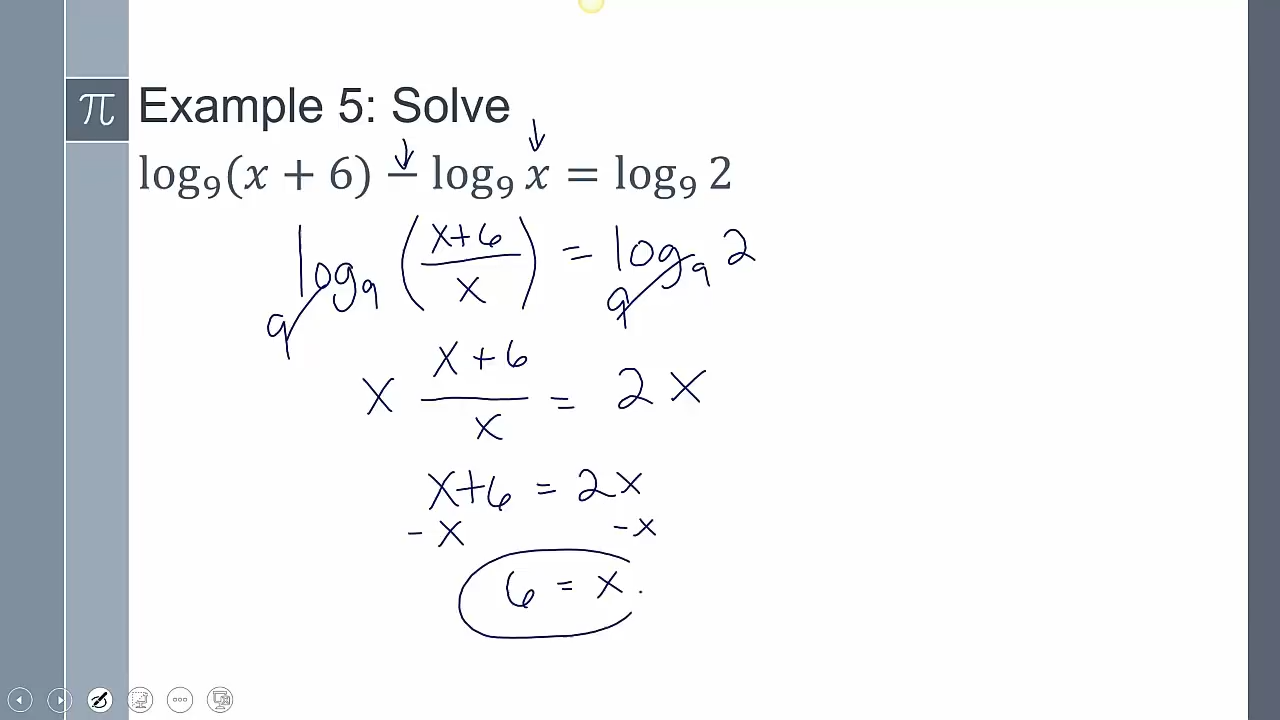 π Example 5: Solve
log₉(x + 6) − log₉ x = log₉ 2
log₉ (x+6 / x) = log₉ 2
9 9
x x+6 / x = 2x
x+6 = 2x
-x -x
6 = x